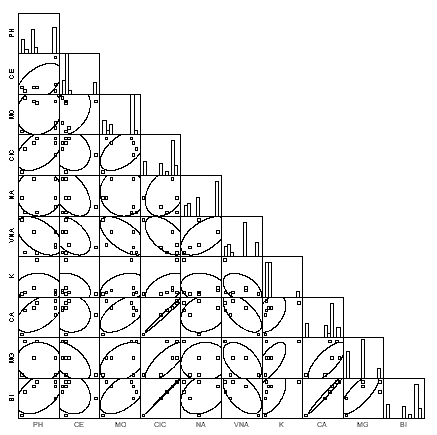 PH
CE
MO
CIC
NA
VNA
K
CA
MG
BI
PH CE MO CIC NA VNA K CA MG BI